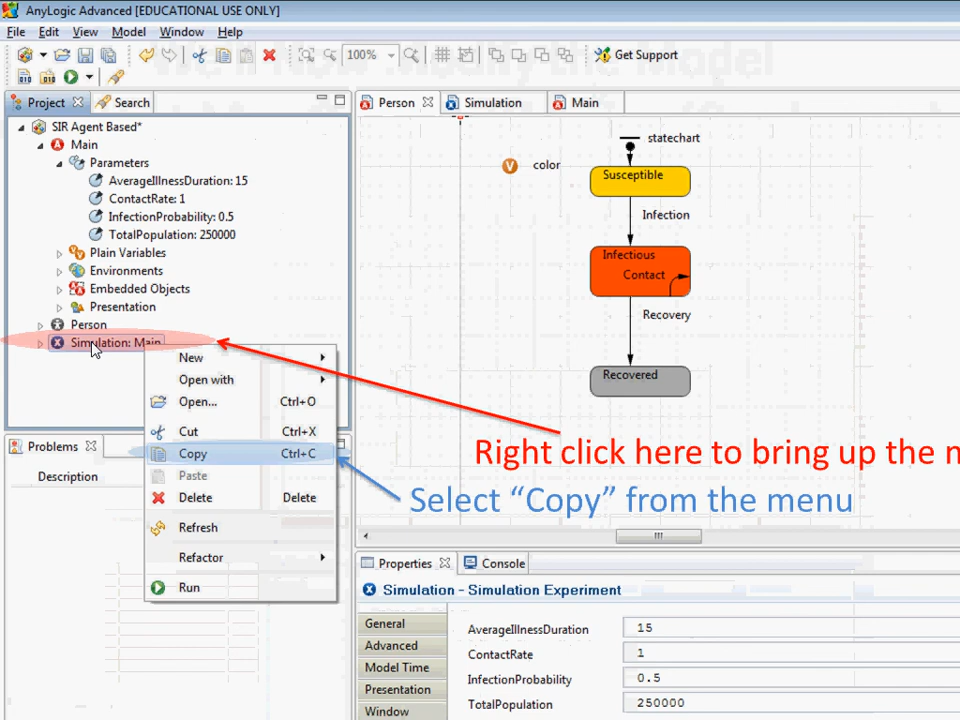 AnyLogic Advanced [EDUCATIONAL USE ONLY]
File Edit View Model Window Help
100% Get Support
Project Search
SIR Agent Based*
Main
Parameters
AverageIllnessDuration: 15
ContactRate: 1
InfectionProbability: 0.5
TotalPopulation: 250000
Plain Variables
Environments
Embedded Objects
Presentation
Person
Simulation: Main
New
Open with
Open... Ctrl+O
Cut Ctrl+X
Copy Ctrl+C
Paste
Delete Delete
Refresh
Refactor
Run
Problems
Description
Person Simulation Main
statechart
color
Susceptible
Infection
Infectious
Contact
Recovery
Recovered
Right click here to bring up the
Select “Copy” from the menu
Properties Console
Simulation - Simulation Experiment
General
Advanced
Model Time
Presentation
Window
AverageIllnessDuration 15
ContactRate 1
InfectionProbability 0.5
TotalPopulation 250000